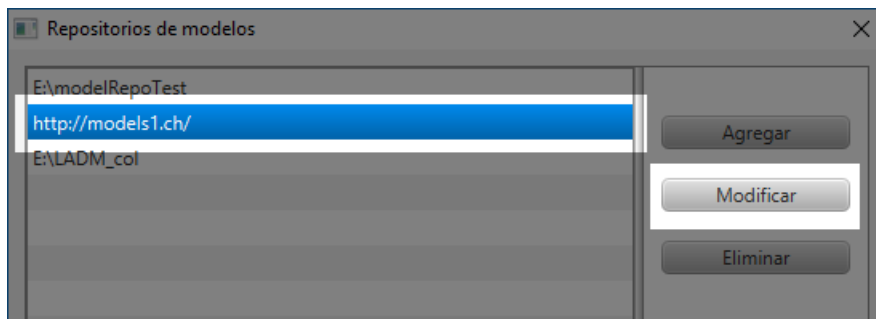 Repositorios de modelos
E:\modelRepoTest
http://models1.ch/
E:\LADM_col
Agregar
Modificar
Eliminar